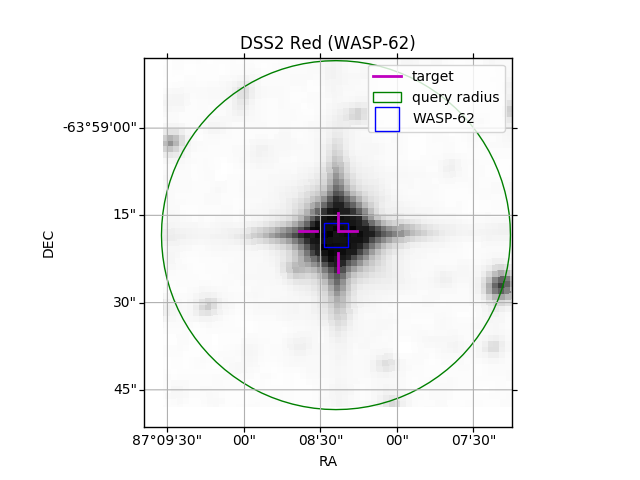 DSS2 Red (WASP-62)
target
query radius
WASP-62
-63°59'00"
15"
30"
45"
DEC
87°09'30"
00"
08'30"
00"
07'30"
RA